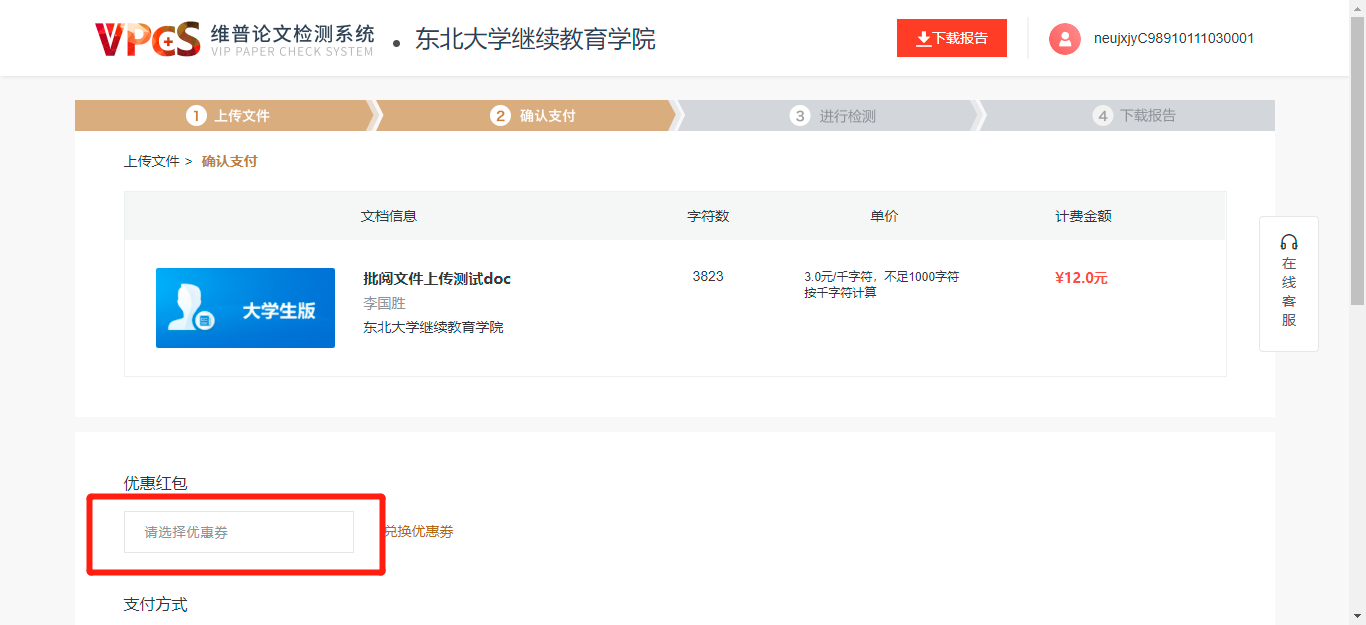 VPCS 维普论文检测系统
VIP PAPER CHECK SYSTEM
• 东北大学继续教育学院
下载报告
neujxjyC98910111030001
1 上传文件
2 确认支付
3 进行检测
4 下载报告
上传文件 > 确认支付
文档信息 字符数 单价 计费金额
大学生版
批阅文件上传测试doc
李国胜
东北大学继续教育学院
3823
3.0元/千字符，不足1000字符
按千字符计算
¥12.0元
在
线
客
服
优惠红包
请选择优惠券
兑换优惠券
支付方式